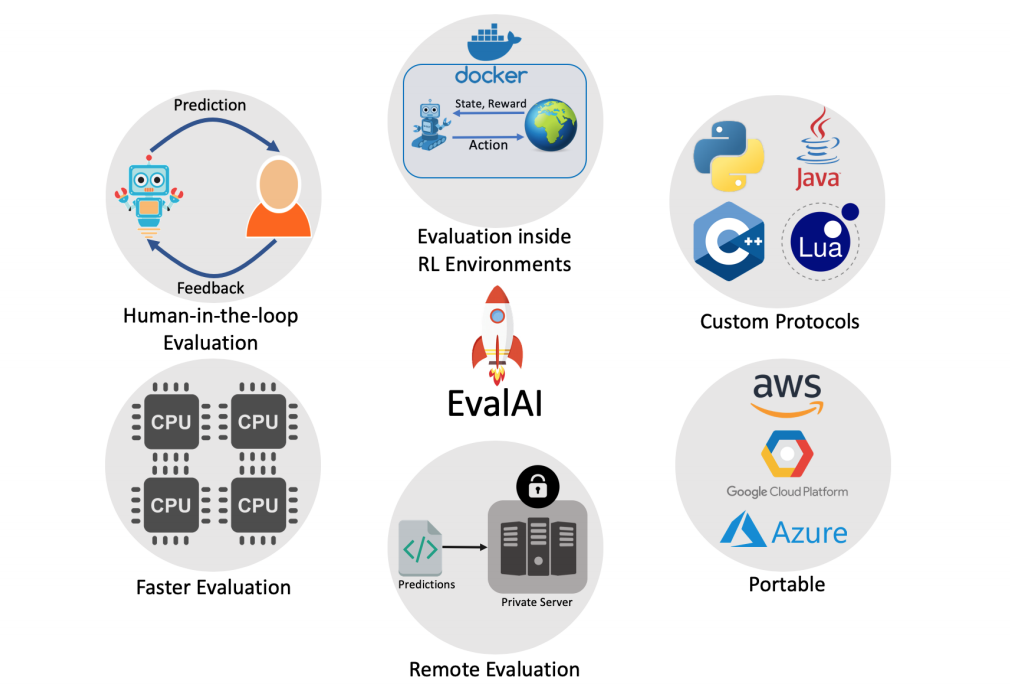 Prediction
Feedback
Human-in-the-loop
Evaluation
docker
State, Reward
Action
Evaluation inside
RL Environments
Java
C++
Lua
Custom Protocols
EvalAI
CPU
CPU
CPU
CPU
Faster Evaluation
</>
Predictions
Private Server
Remote Evaluation
aws
Google Cloud Platform
Azure
Portable